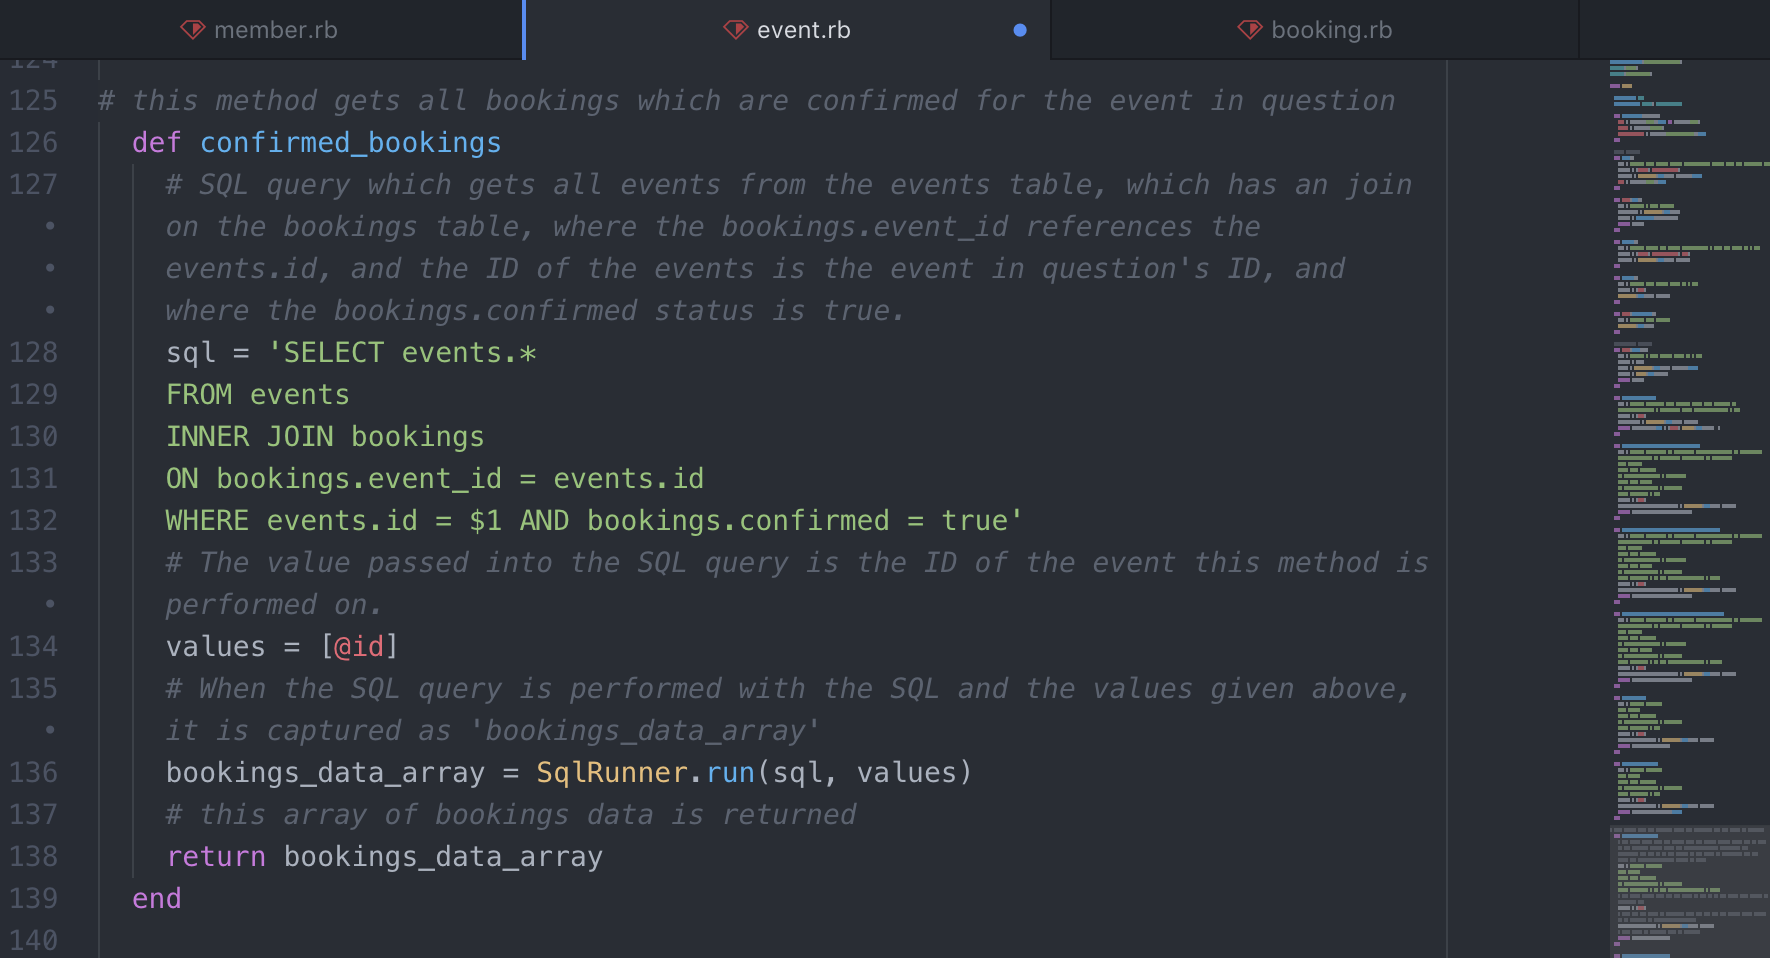 member.rb
event.rb
booking.rb
124
125 # this method gets all bookings which are confirmed for the event in question
126 def confirmed_bookings
127 # SQL query which gets all events from the events table, which has an join
• on the bookings table, where the bookings.event_id references the
• events.id, and the ID of the events is the event in question's ID, and
• where the bookings.confirmed status is true.
128 sql = 'SELECT events.*
129 FROM events
130 INNER JOIN bookings
131 ON bookings.event_id = events.id
132 WHERE events.id = $1 AND bookings.confirmed = true'
133 # The value passed into the SQL query is the ID of the event this method is
• performed on.
134 values = [@id]
135 # When the SQL query is performed with the SQL and the values given above,
• it is captured as 'bookings_data_array'
136 bookings_data_array = SqlRunner.run(sql, values)
137 # this array of bookings data is returned
138 return bookings_data_array
139 end
140